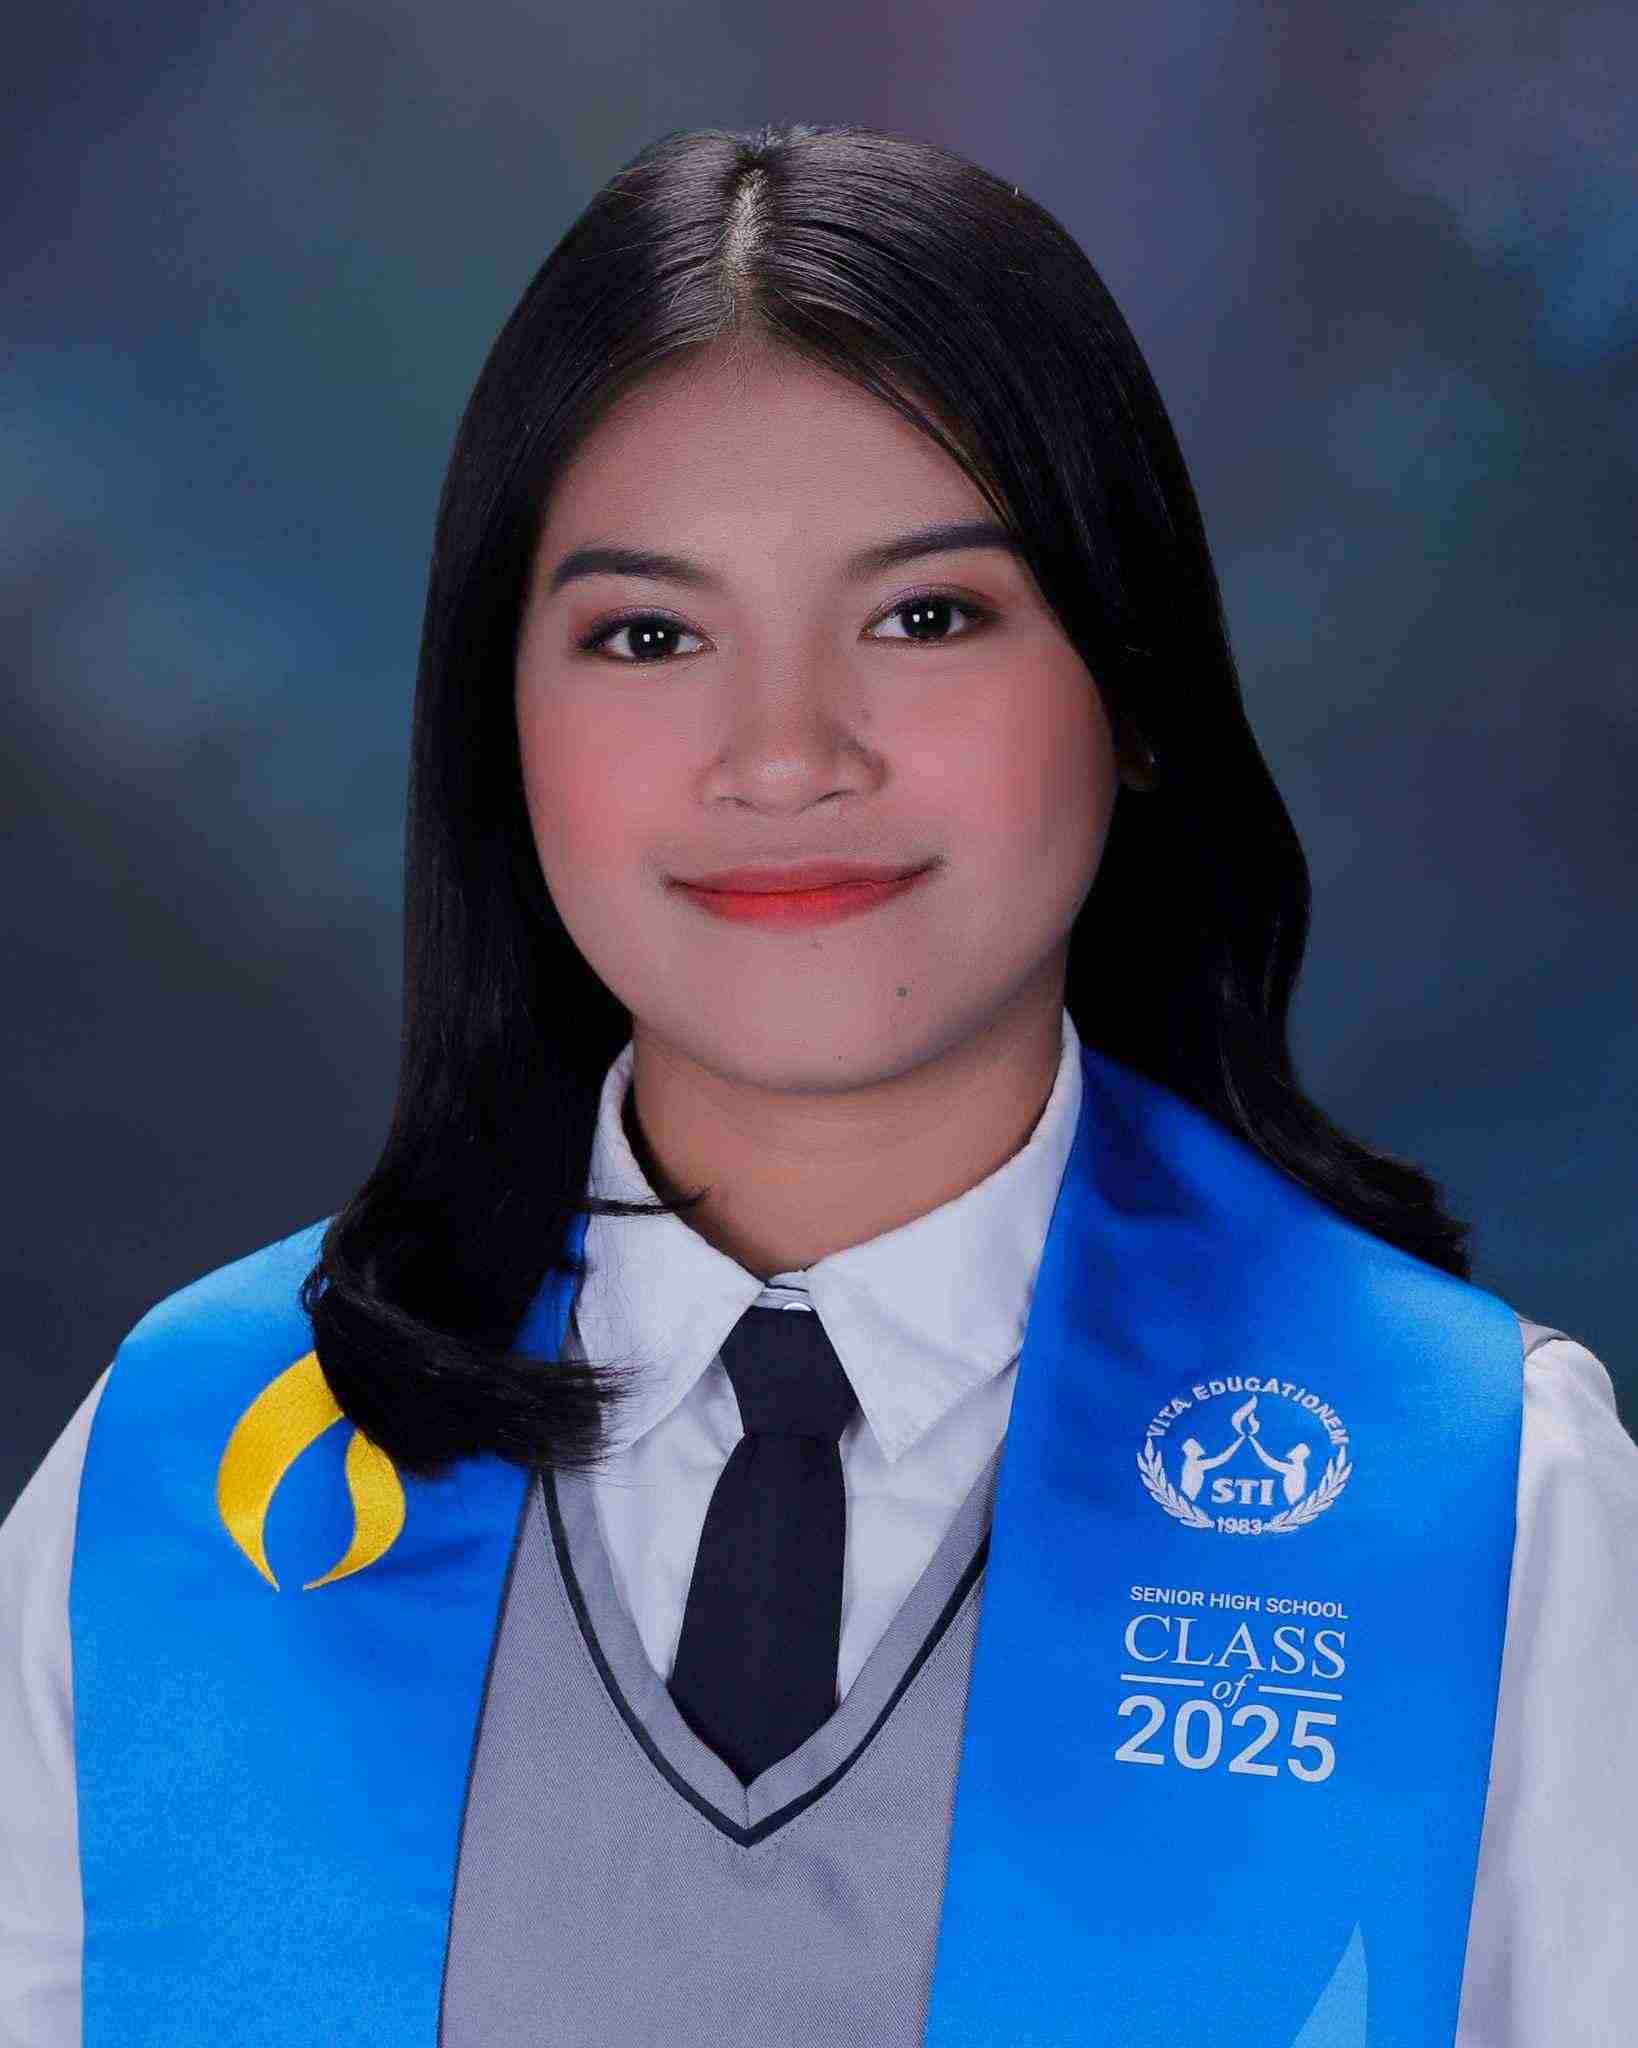 VITA EDUCATIONEM
STI
1983
SENIOR HIGH SCHOOL
CLASS
of
2025